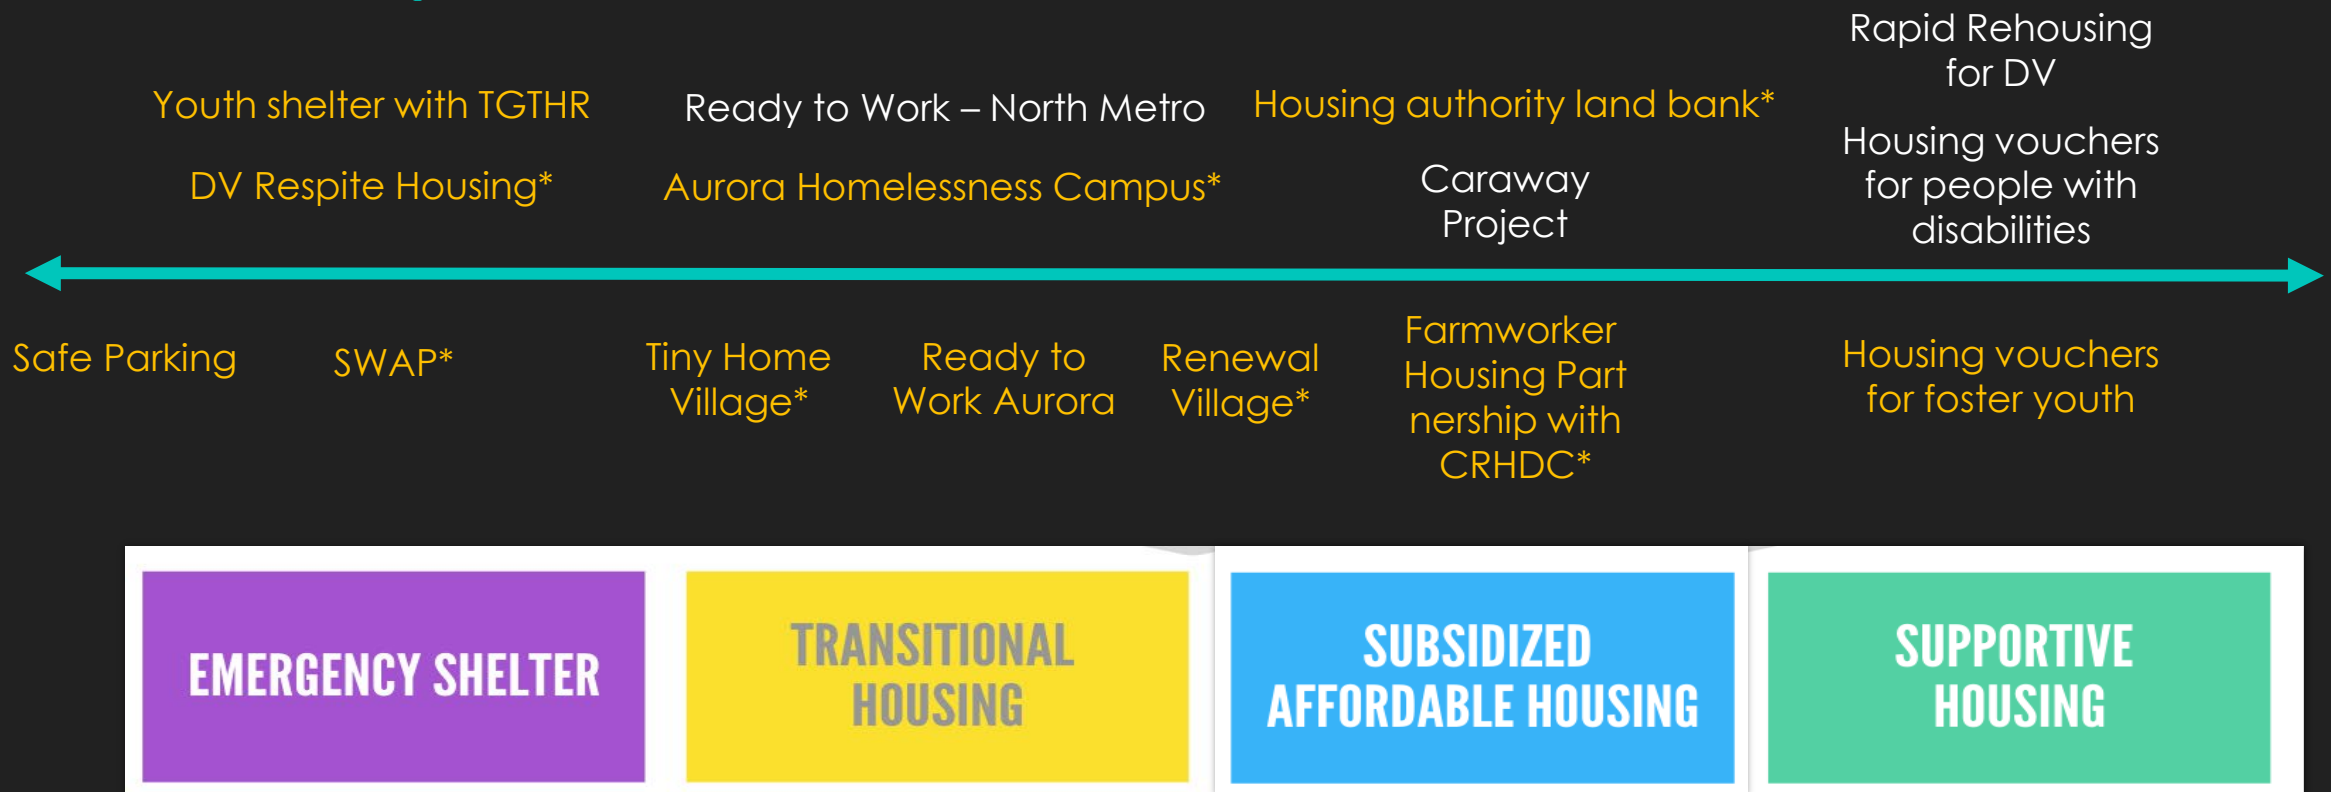 Youth shelter with TGTHR
DV Respite Housing*
Ready to Work – North Metro
Aurora Homelessness Campus*
Housing authority land bank*
Caraway
Project
Rapid Rehousing
for DV
Housing vouchers
for people with
disabilities
Safe Parking
SWAP*
Tiny Home
Village*
Ready to
Work Aurora
Renewal
Village*
Farmworker
Housing Part
nership with
CRHDC*
Housing vouchers
for foster youth
EMERGENCY SHELTER
TRANSITIONAL
HOUSING
SUBSIDIZED
AFFORDABLE HOUSING
SUPPORTIVE
HOUSING